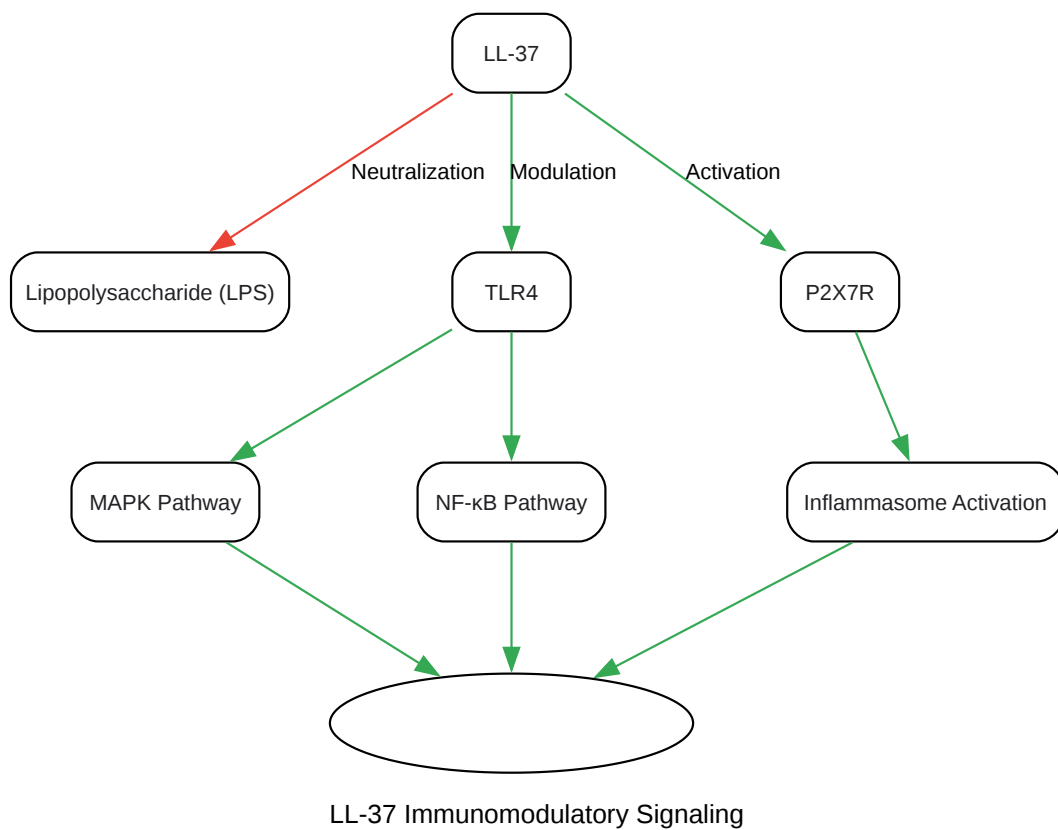 LL-37
Neutralization
Modulation
Activation
Lipopolysaccharide (LPS)
TLR4
P2X7R
MAPK Pathway
NF-κB Pathway
Inflammasome Activation
LL-37 Immunomodulatory Signaling